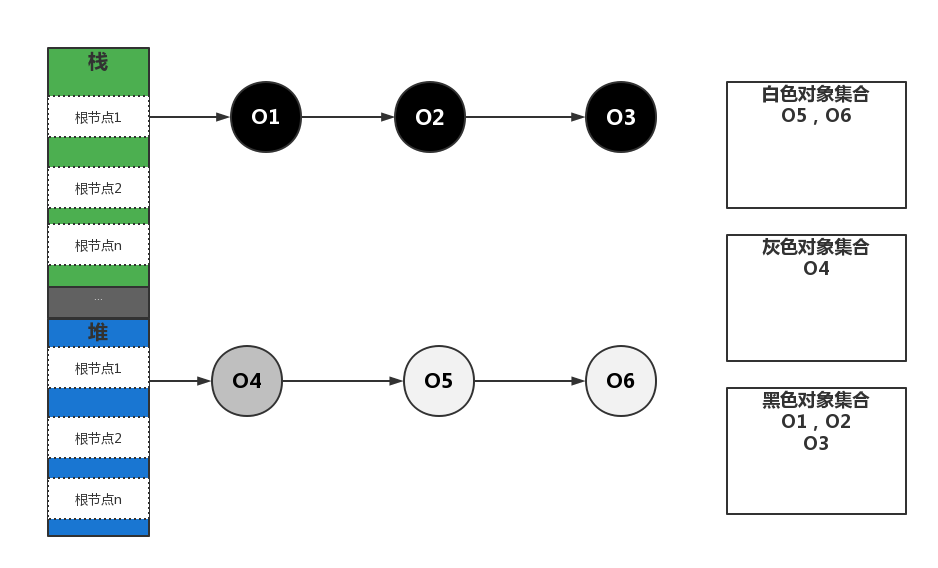 栈
根节点1
根节点2
根节点n
...
堆
根节点1
根节点2
根节点n
O1
O2
O3
O4
O5
O6
白色对象集合
O5 , O6
灰色对象集合
O4
黑色对象集合
O1 , O2
O3